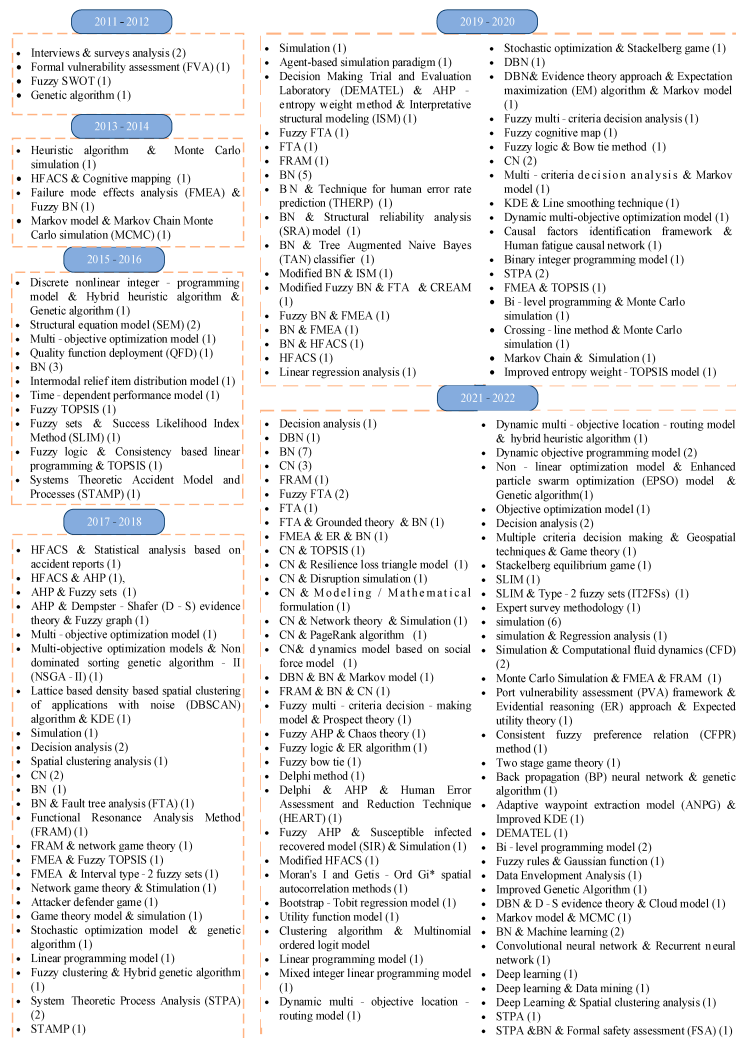 2011 - 2012
• Interviews & surveys analysis (2)
• Formal vulnerability assessment (FVA) (1)
• Fuzzy SWOT (1)
• Genetic algorithm (1)
2013 - 2014
• Heuristic algorithm & Monte Carlo
simulation (1)
• HFACS & Cognitive mapping (1)
• Failure mode effects analysis (FMEA) &
Fuzzy BN (1)
• Markov model & Markov Chain Monte
Carlo simulation (MCMC) (1)
2015 - 2016
• Discrete nonlinear integer - programming
model & Hybrid heuristic algorithm &
Genetic algorithm (1)
• Structural equation model (SEM) (2)
• Multi - objective optimization model (1)
• Quality function deployment (QFD) (1)
• BN (3)
• Intermodal relief item distribution model (1)
• Time - dependent performance model (1)
• Fuzzy TOPSIS (1)
• Fuzzy sets & Success Likelihood Index
Method (SLIM) (1)
• Fuzzy logic & Consistency based linear
programming & TOPSIS (1)
• Systems Theoretic Accident Model and
Processes (STAMP) (1)
2017 - 2018
• HFACS & Statistical analysis based on
accident reports (1)
• HFACS & AHP (1),
• AHP & Fuzzy sets (1)
• AHP & Dempster - Shafer (D - S) evidence
theory & Fuzzy graph (1)
• Multi - objective optimization model (1)
• Multi-objective optimization models & Non
dominated sorting genetic algorithm - II
(NSGA - II) (1)
• Lattice based density based spatial clustering
of applications with noise (DBSCAN)
algorithm & KDE (1)
• Simulation (1)
• Decision analysis (2)
• Spatial clustering analysis (1)
• CN (2)
• BN (1)
• BN & Fault tree analysis (FTA) (1)
• Functional Resonance Analysis Method
(FRAM) (1)
• FRAM & network game theory (1)
• FMEA & Fuzzy TOPSIS (1)
• FMEA & Interval type - 2 fuzzy sets (1)
• Network game theory & Stimulation (1)
• Attacker defender game (1)
• Game theory model & simulation (1)
• Stochastic optimization model & genetic
algorithm (1)
• Linear programming model (1)
• Fuzzy clustering & Hybrid genetic algorithm
(1)
• System Theoretic Process Analysis (STPA)
(2)
• STAMP (1)
2019 - 2020
• Simulation (1)
• Agent-based simulation paradigm (1)
• Decision Making Trial and Evaluation
Laboratory (DEMATEL) & AHP -
entropy weight method & Interpretative
structural modeling (ISM) (1)
• Fuzzy FTA (1)
• FTA (1)
• FRAM (1)
• BN (5)
• BN & Technique for human error rate
prediction (THERP) (1)
• BN & Structural reliability analysis
(SRA) model (1)
• BN & Tree Augmented Naive Bayes
(TAN) classifier (1)
• Modified BN & ISM (1)
• Modified Fuzzy BN & FTA & CREAM
(1)
• Fuzzy BN & FMEA (1)
• BN & FMEA (1)
• BN & HFACS (1)
• HFACS (1)
• Linear regression analysis (1)
• Stochastic optimization & Stackelberg game (1)
• DBN (1)
• DBN& Evidence theory approach & Expectation
maximization (EM) algorithm & Markov model
(1)
• Fuzzy multi - criteria decision analysis (1)
• Fuzzy cognitive map (1)
• Fuzzy logic & Bow tie method (1)
• CN (2)
• Multi - criteria decision analysis & Markov
model (1)
• KDE & Line smoothing technique (1)
• Dynamic multi-objective optimization model (1)
• Causal factors identification framework &
Human fatigue causal network (1)
• Binary integer programming model (1)
• STPA (2)
• FMEA & TOPSIS (1)
• Bi - level programming & Monte Carlo
simulation (1)
• Crossing - line method & Monte Carlo
simulation (1)
• Markov Chain & Simulation (1)
• Improved entropy weight - TOPSIS model (1)
2021 - 2022
• Decision analysis (1)
• DBN (1)
• BN (7)
• CN (3)
• FRAM (1)
• Fuzzy FTA (2)
• FTA (1)
• FTA & Grounded theory & BN (1)
• FMEA & ER & BN (1)
• CN & TOPSIS (1)
• CN & Resilience loss triangle model (1)
• CN & Disruption simulation (1)
• CN & Modeling / Mathematical
formulation (1)
• CN & Network theory & Simulation (1)
• CN & PageRank algorithm (1)
• CN& dynamics model based on social
force model (1)
• DBN & BN & Markov model (1)
• FRAM & BN & CN (1)
• Fuzzy multi - criteria decision - making
model & Prospect theory (1)
• Fuzzy AHP & Chaos theory (1)
• Fuzzy logic & ER algorithm (1)
• Fuzzy bow tie (1)
• Delphi method (1)
• Delphi & AHP & Human Error
Assessment and Reduction Technique
(HEART) (1)
• Fuzzy AHP & Susceptible infected
recovered model (SIR) & Simulation (1)
• Modified HFACS (1)
• Moran's I and Getis - Ord Gi* spatial
autocorrelation methods (1)
• Bootstrap - Tobit regression model (1)
• Utility function model (1)
• Clustering algorithm & Multinomial
ordered logit model
• Linear programming model (1)
• Mixed integer linear programming model
(1)
• Dynamic multi - objective location -
routing model (1)
• Dynamic multi - objective location - routing model
& hybrid heuristic algorithm (1)
• Dynamic objective programming model (2)
• Non - linear optimization model & Enhanced
particle swarm optimization (EPSO) model &
Genetic algorithm(1)
• Objective optimization model (1)
• Decision analysis (2)
• Multiple criteria decision making & Geospatial
techniques & Game theory (1)
• Stackelberg equilibrium game (1)
• SLIM (1)
• SLIM & Type - 2 fuzzy sets (IT2FSs) (1)
• Expert survey methodology (1)
• simulation (6)
• simulation & Regression analysis (1)
• Simulation & Computational fluid dynamics (CFD)
(2)
• Monte Carlo Simulation & FMEA & FRAM (1)
• Port vulnerability assessment (PVA) framework &
Evidential reasoning (ER) approach & Expected
utility theory (1)
• Consistent fuzzy preference relation (CFPR)
method (1)
• Two stage game theory (1)
• Back propagation (BP) neural network & genetic
algorithm (1)
• Adaptive waypoint extraction model (ANPG) &
Improved KDE (1)
• DEMATEL (1)
• Bi - level programming model (2)
• Fuzzy rules & Gaussian function (1)
• Data Envelopment Analysis (1)
• Improved Genetic Algorithm (1)
• DBN & D - S evidence theory & Cloud model (1)
• Markov model & MCMC (1)
• BN & Machine learning (2)
• Convolutional neural network & Recurrent neural
network (1)
• Deep learning (1)
• Deep learning & Data mining (1)
• Deep Learning & Spatial clustering analysis (1)
• STPA (1)
• STPA &BN & Formal safety assessment (FSA) (1)